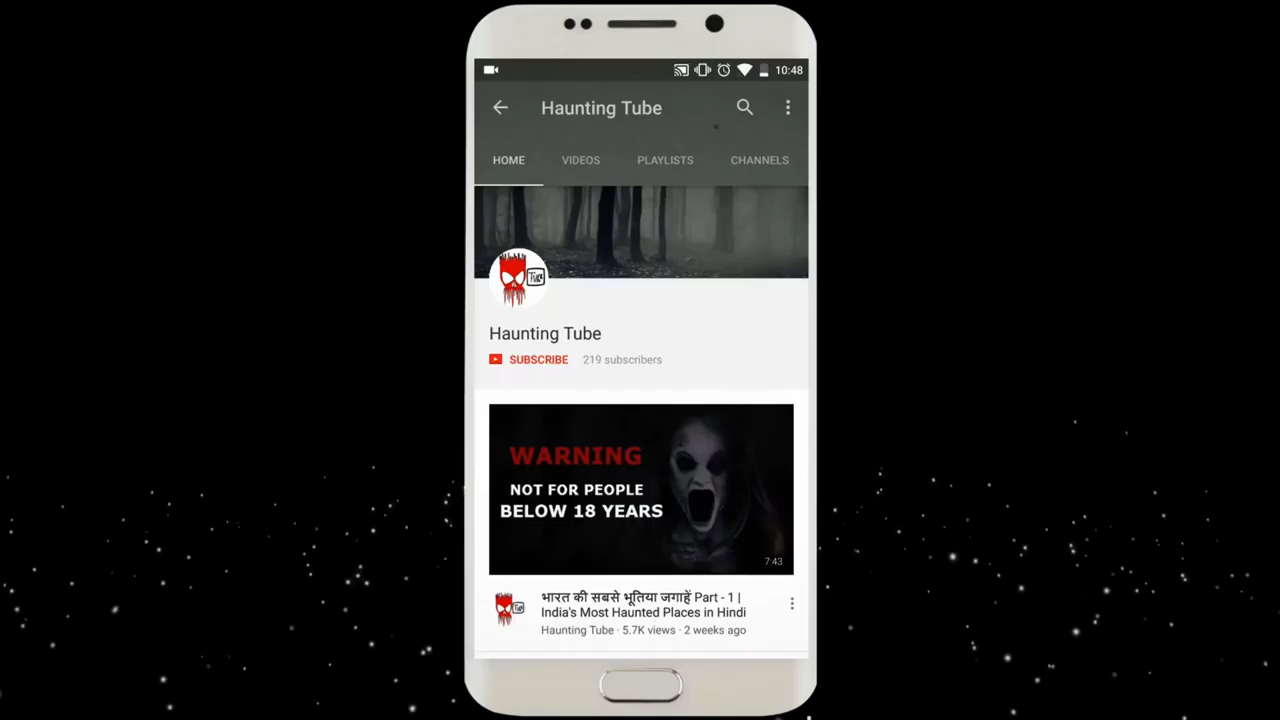 10:48
Haunting Tube
HOME VIDEOS PLAYLISTS CHANNELS
Tube
Haunting Tube
SUBSCRIBE 219 subscribers
WARNING
NOT FOR PEOPLE
BELOW 18 YEARS
7:43
भारत की सबसे भूतिया जगाहें Part - 1 |
India's Most Haunted Places in Hindi
Haunting Tube · 5.7K views · 2 weeks ago